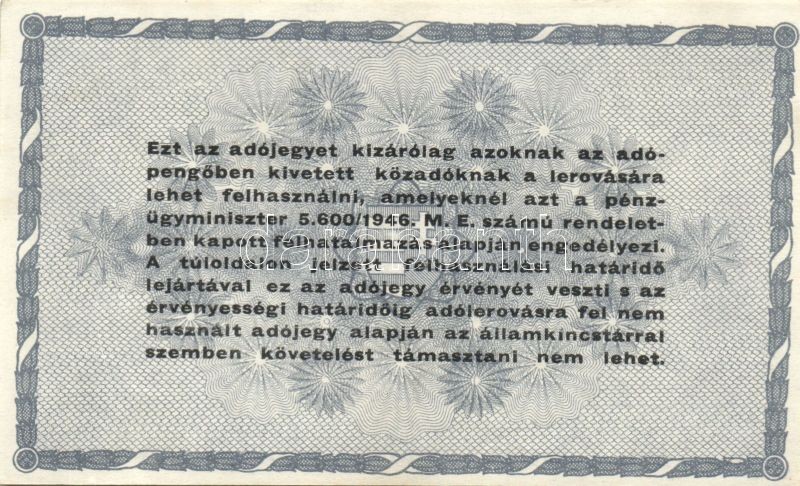 Ezt az adójegyet kizárólag azoknak az adó-
pengőben kivetett közadóknak a lerovására
lehet felhasználni, amelyeknél azt a pénz-
ügyminiszter 5.600/1946. M. E. számú rendelet-
ben kapott felhatalmazás alapján engedélyezi.
A túloldalon jelzett felhasználási határidő
lejártával ez az adójegy érvényét veszti s az
érvényességi határidőig adólerovásra fel nem
használt adójegy alapján az államkincstárral
szemben követelést támasztani nem lehet.